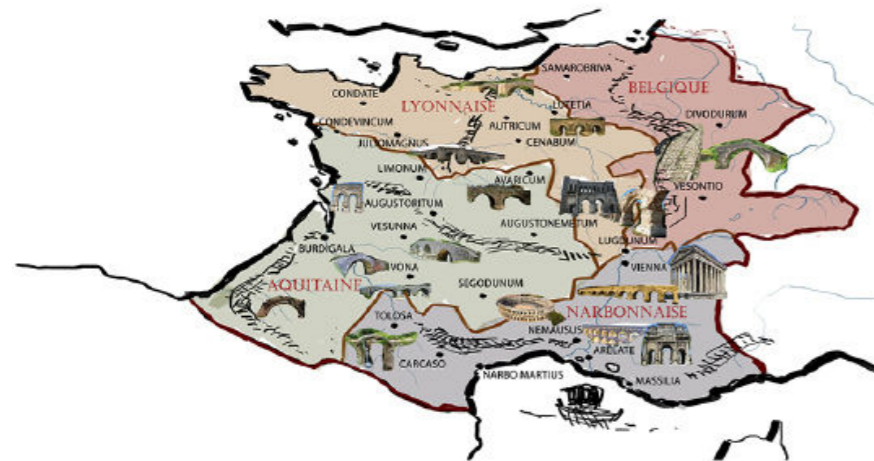 SAMAROBRIVA
BELGIQUE
CONDATE
LYONNAISE
LUTETIA
DIVODURUM
CONDEVINCUM
AUTRICUM
JULIOMAGNUS
CENABUM
LIMONUM
AVARICUM
VESONTIO
AUGUSTORITUM
VESUNNA
AUGUSTONEMETUM
BURDIGALA
LUGDUNUM
VIENNA
IVONA
AQUITAINE
SEGODUNUM
NARBONNAISE
TOLOSA
NEMAUSUS
ARELATE
CARCASO
NARBO MARTIUS
MASSILIA